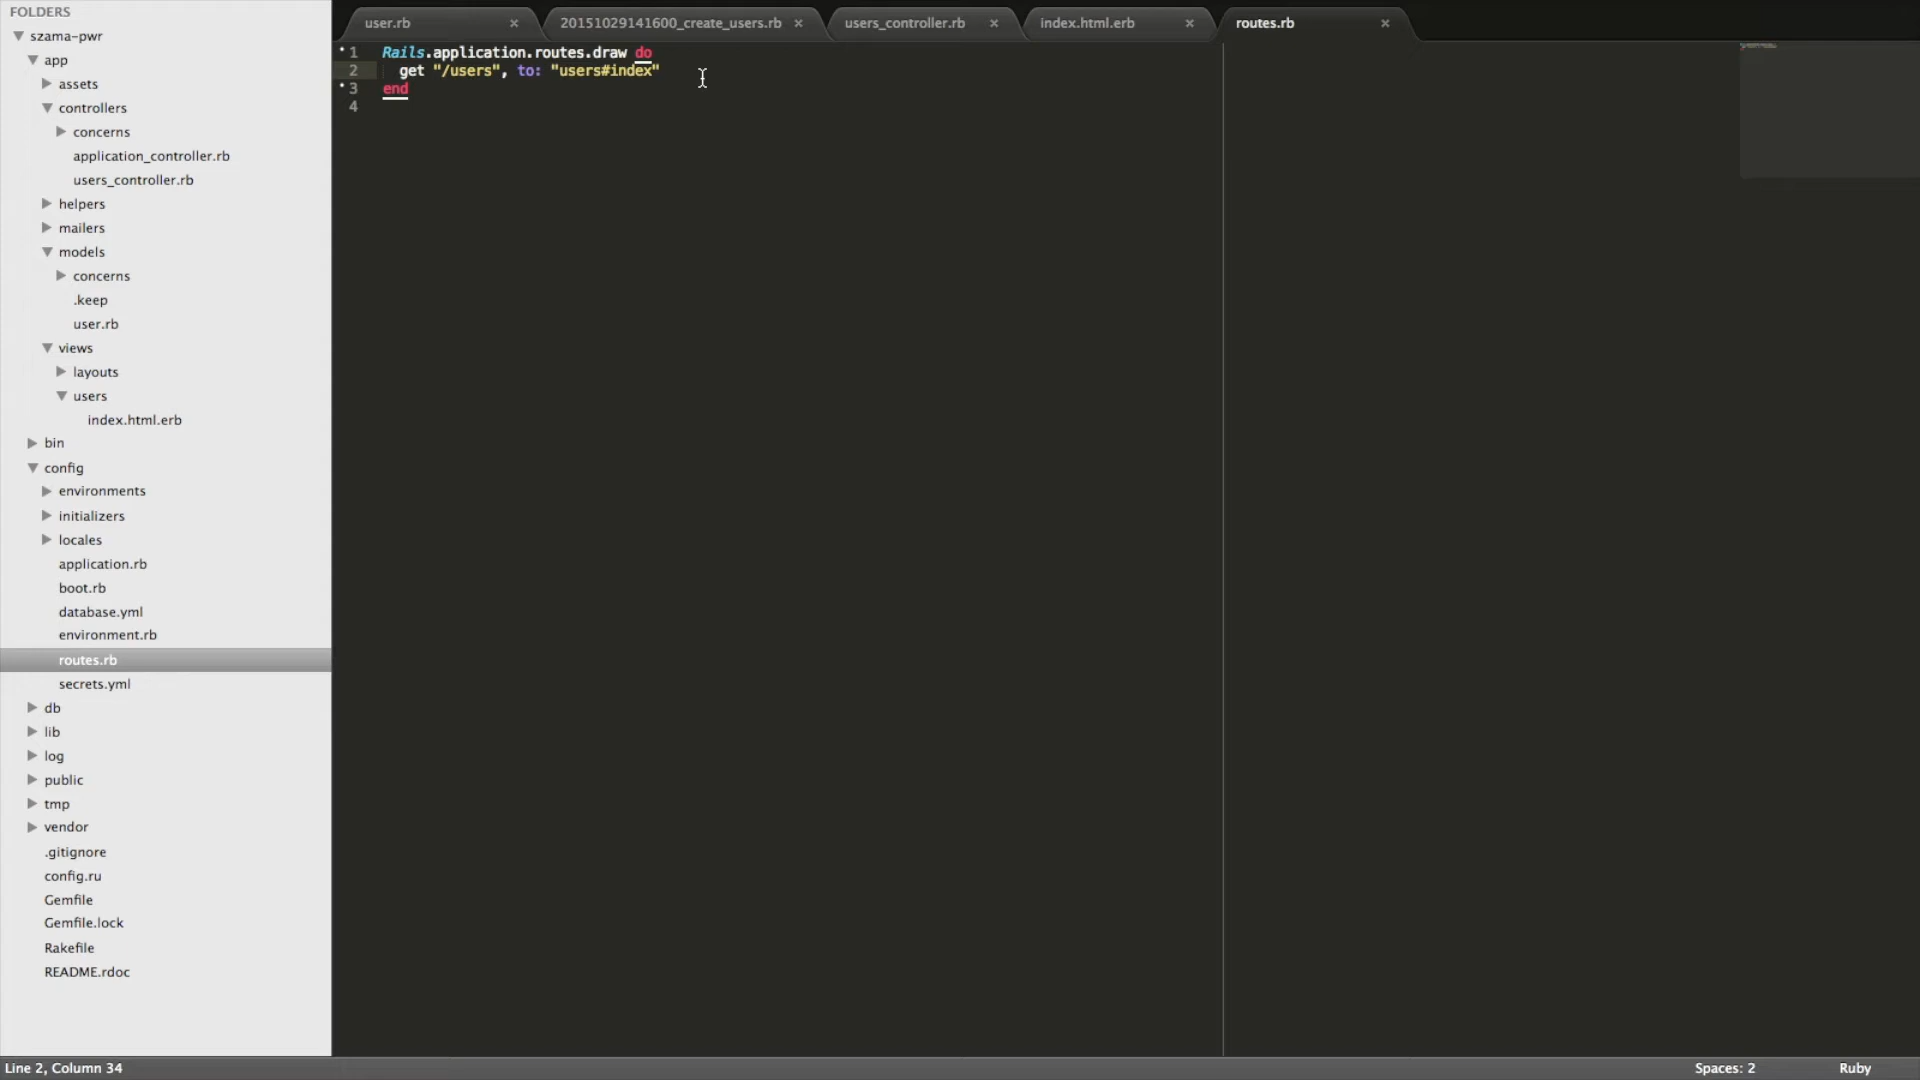 FOLDERS
szama-pwr
app
assets
controllers
concerns
application_controller.rb
users_controller.rb
helpers
mailers
models
concerns
.keep
user.rb
views
layouts
users
index.html.erb
bin
config
environments
initializers
locales
application.rb
boot.rb
database.yml
environment.rb
routes.rb
secrets.yml
db
lib
log
public
tmp
vendor
.gitignore
config.ru
Gemfile
Gemfile.lock
Rakefile
README.rdoc
user.rb × 20151029141600_create_users.rb × users_controller.rb × index.html.erb × routes.rb ×
1 Rails.application.routes.draw do
2 get "/users", to: "users#index"
3 end
4
Line 2, Column 34 Spaces: 2 Ruby